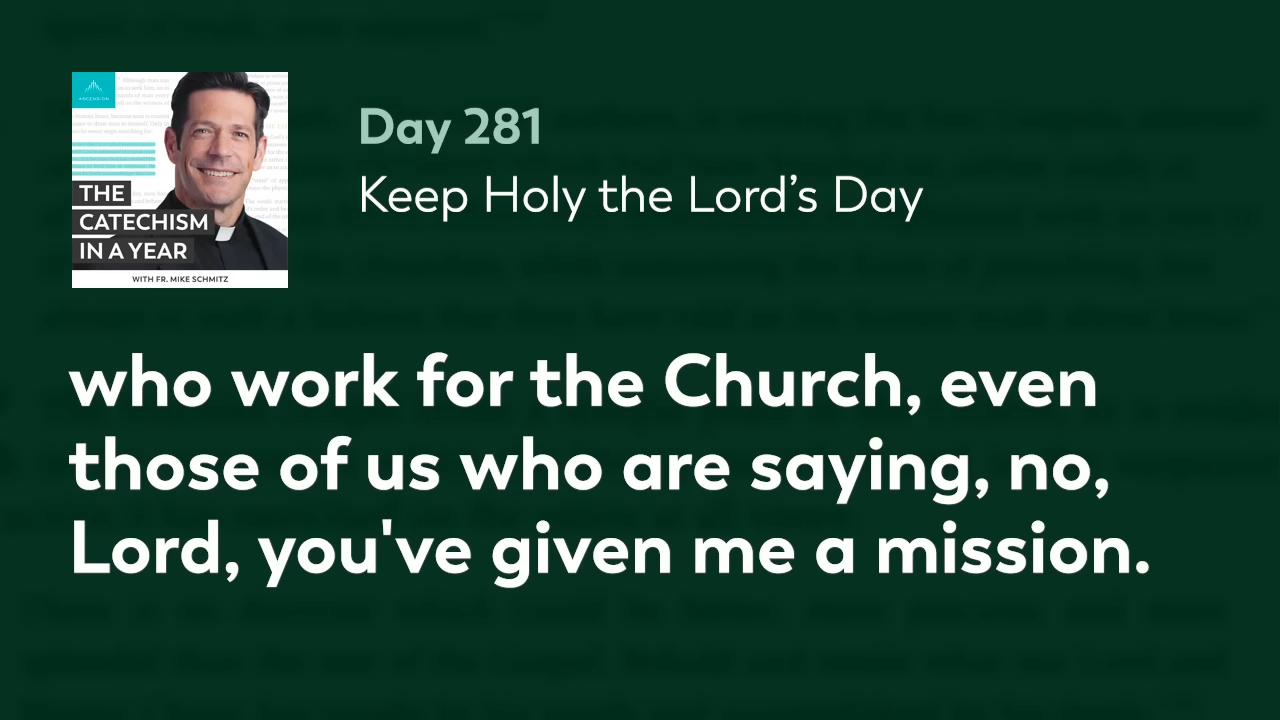 ASCENSION
THE
CATECHISM
IN A YEAR
WITH FR. MIKE SCHMITZ
Day 281
Keep Holy the Lord’s Day
who work for the Church, even
those of us who are saying, no,
Lord, you've given me a mission.